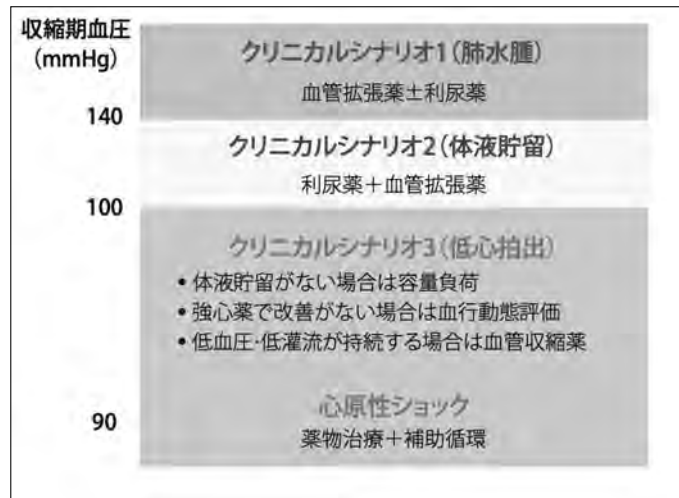 収縮期血圧
(mmHg)
クリニカルシナリオ1(肺水腫)
血管拡張薬±利尿薬
140
クリニカルシナリオ2(体液貯留)
利尿薬+血管拡張薬
100
クリニカルシナリオ3(低心拍出)
•体液貯留がない場合は容量負荷
•強心薬で改善がない場合は血行動態評価
•低血圧・低灌流が持続する場合は血管収縮薬
心原性ショック
90
薬物治療+補助循環